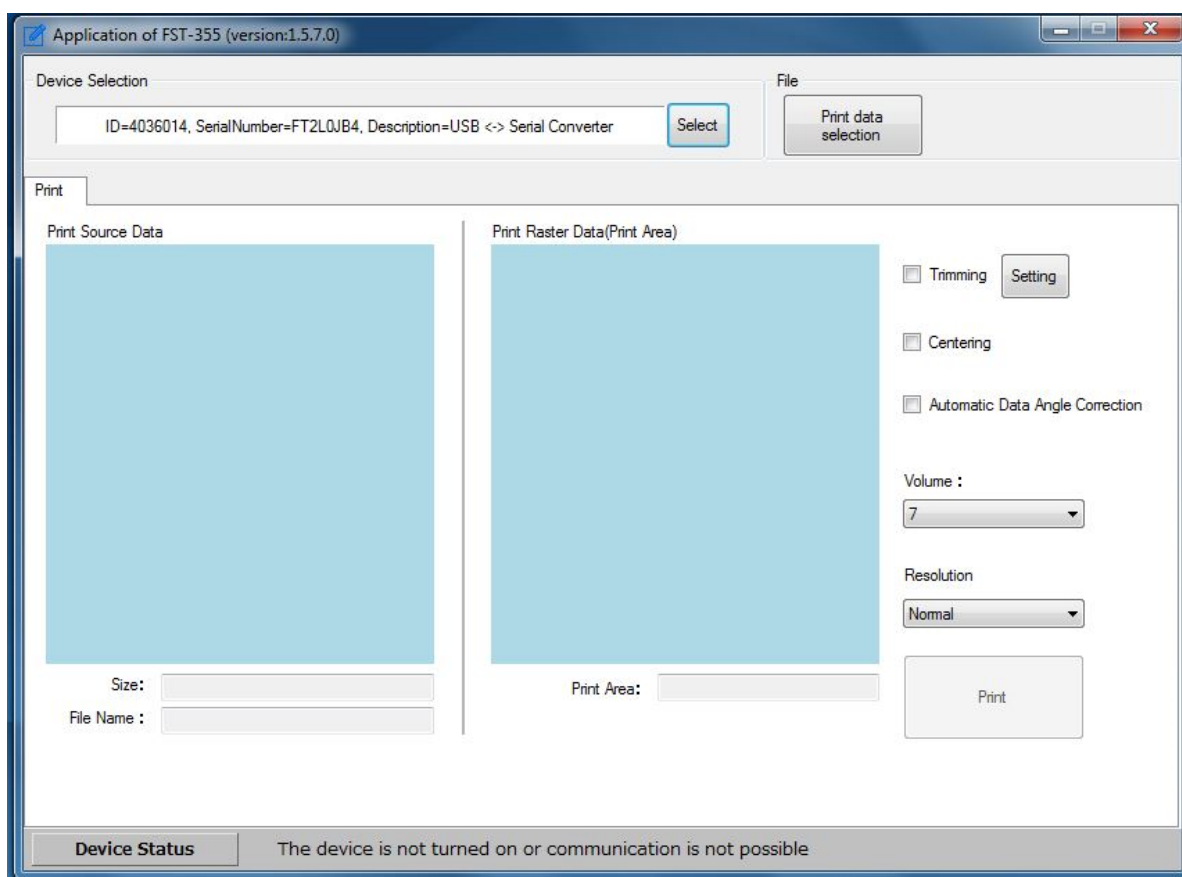 Application of FST-355 (version:1.5.7.0)
Device Selection
File
ID=4036014, SerialNumber=FT2L0JB4, Description=USB <-> Serial Converter
Select
Print data
selection
Print
Print Source Data
Print Raster Data(Print Area)
Trimming
Setting
Centering
Automatic Data Angle Correction
Volume :
7
Resolution
Normal
Size:
File Name :
Print Area:
Print
Device Status
The device is not turned on or communication is not possible